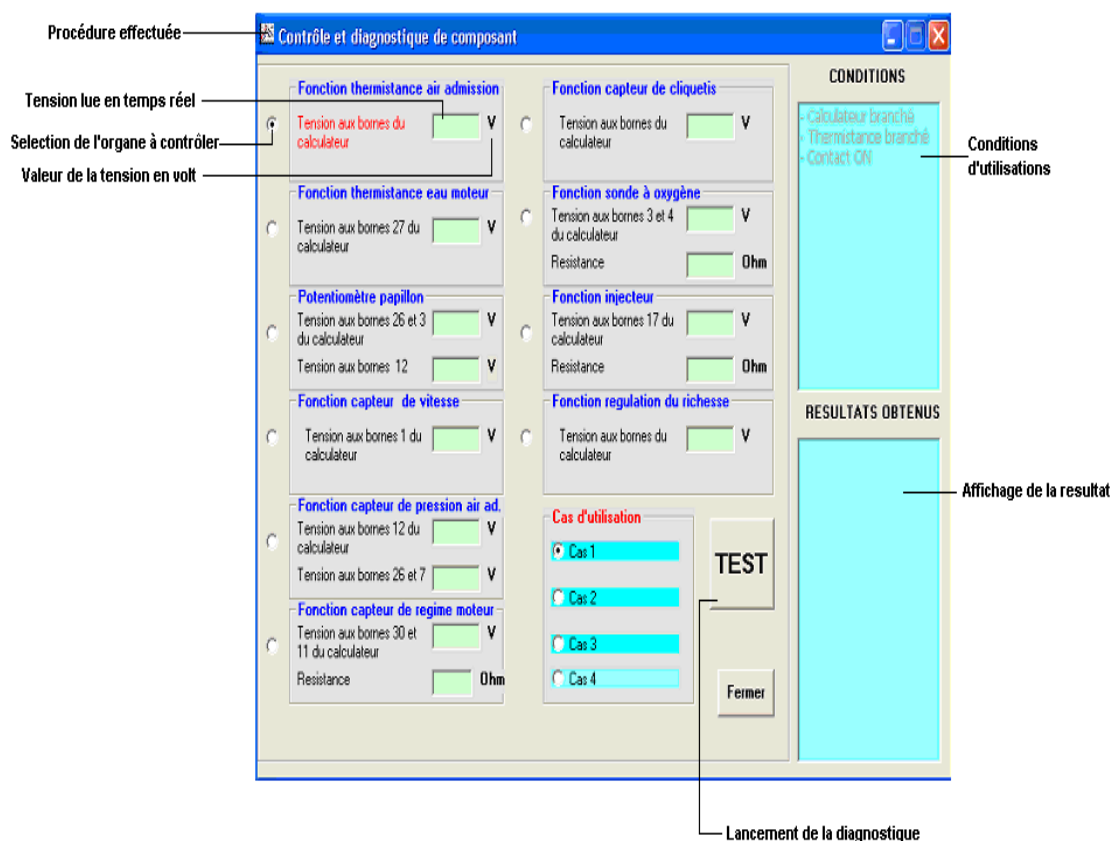 Procédure effectuée
Contrôle et diagnostique de composant
Tension lue en temps réel
Selection de l'organe à contrôler
Valeur de la tension en volt
Fonction thermistance air admission
Tension aux bornes du
calculateur
V
Fonction thermistance eau moteur
Tension aux bornes 27 du
calculateur
V
Potentiomètre papillon
Tension aux bornes 26 et 3
du calculateur
V
Tension aux bornes 12
V
Fonction capteur de vitesse
Tension aux bornes 1 du
calculateur
V
Fonction capteur de pression air ad.
Tension aux bornes 12 du
calculateur
V
Tension aux bornes 26 et 7
V
Fonction capteur de regime moteur
Tension aux bornes 30 et
11 du calculateur
V
Resistance
Ohm
Fonction capteur de cliquetis
Tension aux bornes du
calculateur
V
Fonction sonde à oxygène
Tension aux bornes 3 et 4
du calculateur
V
Resistance
Ohm
Fonction injecteur
Tension aux bornes 17 du
calculateur
V
Resistance
Ohm
Fonction regulation du richesse
Tension aux bornes du
calculateur
V
Cas d'utilisation
Cas 1
Cas 2
Cas 3
Cas 4
TEST
Fermer
CONDITIONS
- Calculateur branché
- Thermistance branché
- Contact ON
Conditions
d'utilisations
RESULTATS OBTENUS
Affichage de la resultat
Lancement de la diagnostique